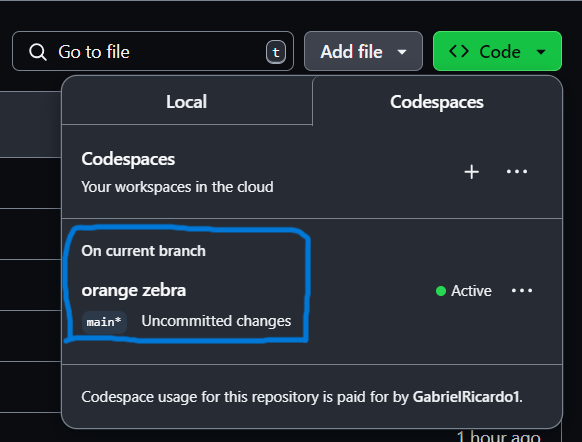 Go to file
t
Add file
<> Code
Local
Codespaces
Codespaces
Your workspaces in the cloud
+
...
On current branch
orange zebra
Active
...
main*
Uncommitted changes
Codespace usage for this repository is paid for by GabrielRicardo1.
1 hour ago